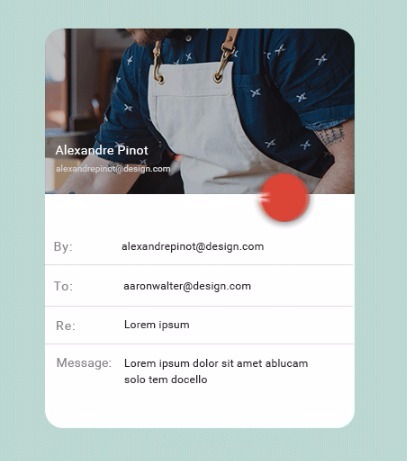 Alexandre Pinot
alexandrepinot@design.com
By: alexandrepinot@design.com
To: aaronwalter@design.com
Re: Lorem ipsum
Message: Lorem ipsum dolor sit amet ablucam
solo tem docello